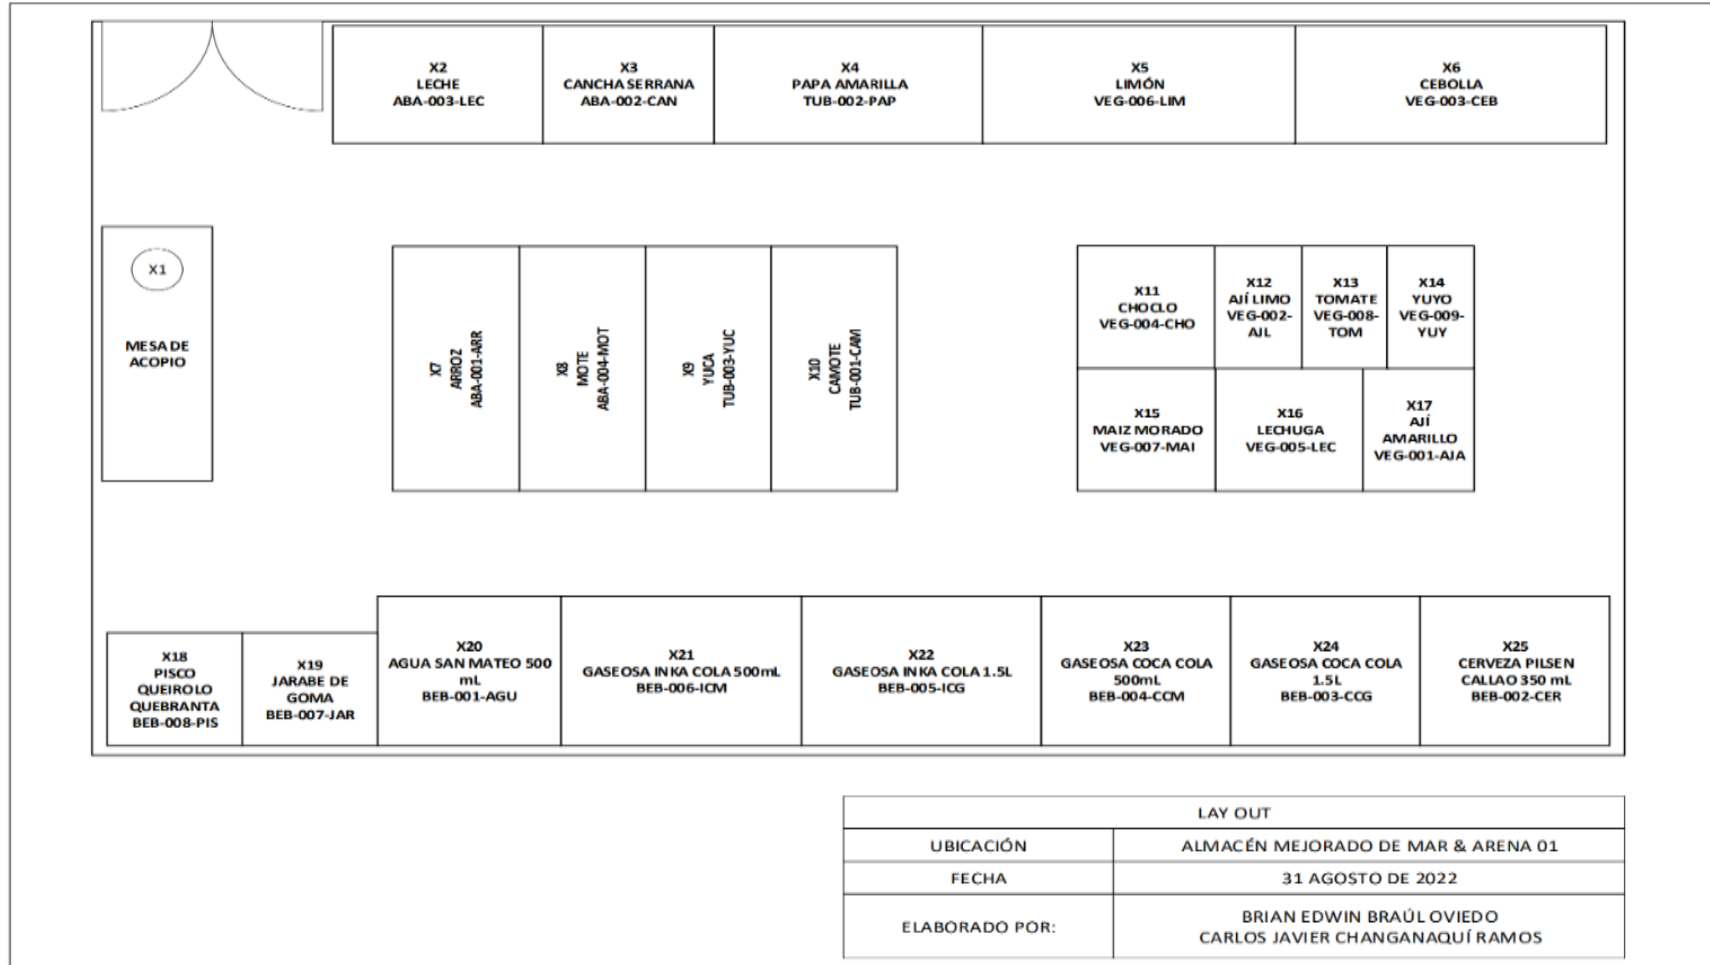 X2
LECHE
ABA-003-LEC
X3
CANCHA SERRANA
ABA-002-CAN
X4
PAPA AMARILLA
TUB-002-PAP
X5
LIMÓN
VEG-006-LIM
X6
CEBOLLA
VEG-003-CEB
X1
MESA DE
ACOPIO
X7
ARROZ
ABA-001-ARR
X8
MOTE
ABA-004-MOT
X9
YUCA
TUB-003-YUC
X10
CAMOTE
TUB-001-CAM
X11
CHOCLO
VEG-004-CHO
X12
AJÍ LIMO
VEG-002-
AJL
X13
TOMATE
VEG-008-
TOM
X14
YUYO
VEG-009-
YUY
X15
MAIZ MORADO
VEG-007-MAI
X16
LECHUGA
VEG-005-LEC
X17
AJÍ
AMARILLO
VEG-001-AJA
X18
PISCO
QUEIROLO
QUEBRANTA
BEB-008-PIS
X19
JARABE DE
GOMA
BEB-007-JAR
X20
AGUA SAN MATEO 500
mL
BEB-001-AGU
X21
GASEOSA INKA COLA 500mL
BEB-006-ICM
X22
GASEOSA INKA COLA 1.5L
BEB-005-ICG
X23
GASEOSA COCA COLA
500mL
BEB-004-CCM
X24
GASEOSA COCA COLA
1.5L
BEB-003-CCG
X25
CERVEZA PILSEN
CALLAO 350 mL
BEB-002-CER
LAY OUT
UBICACIÓN ALMACÉN MEJORADO DE MAR & ARENA 01
FECHA 31 AGOSTO DE 2022
ELABORADO POR: BRIAN EDWIN BRAÚL OVIEDO
CARLOS JAVIER CHANGANAQUÍ RAMOS